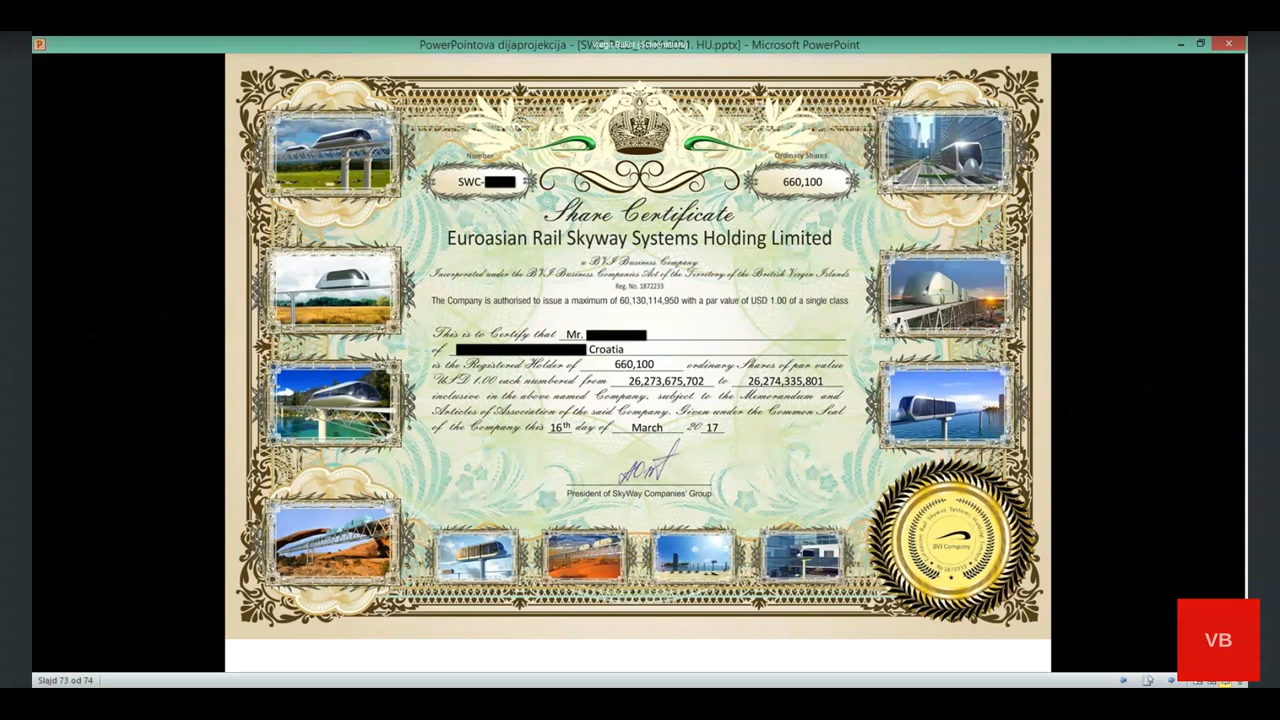 PowerPointova dijaprojekcija - [SW HU.pptx] - Microsoft PowerPoint
Number
Ordinary Shares
SWC-
660,100
Share Certificate
Euroasian Rail Skyway Systems Holding Limited
a BVI Business Company
Incorporated under the BVI Business Companies Act of the Territory of the British Virgin Islands
Reg. No. 1872233
The Company is authorised to issue a maximum of 60,130,114,950 with a par value of USD 1.00 of a single class
This is to Certify that Mr.
of Croatia
is the Registered Holder of 660,100 ordinary Shares of par value
USD 1.00 each numbered from 26,273,675,702 to 26,274,335,801
inclusive in the above named Company, subject to the Memorandum and
Articles of Association of the said Company. Given under the Common Seal
of the Company this 16th day of March 20 17
President of SkyWay Companies' Group
BVI Company
VB
Slajd 73 od 74